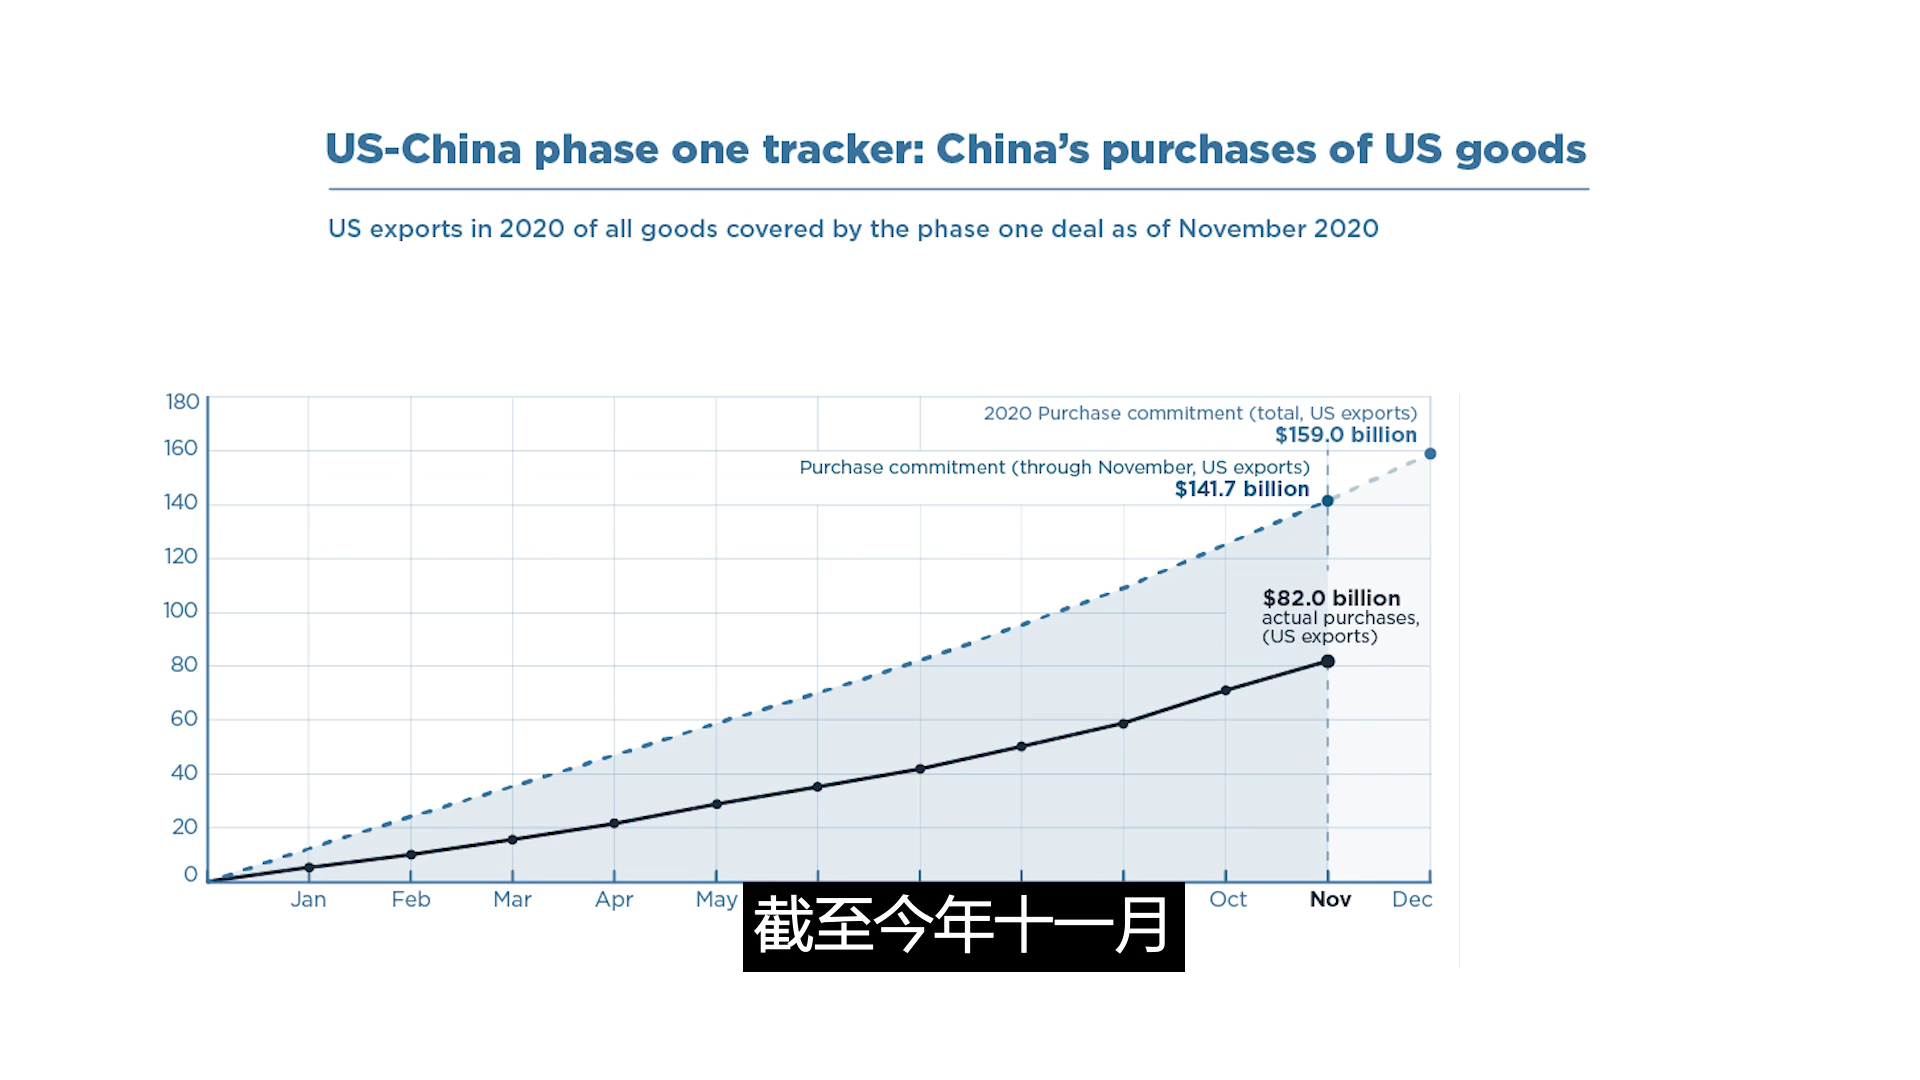 US-China phase one tracker: China’s purchases of US goods
US exports in 2020 of all goods covered by the phase one deal as of November 2020
180
2020 Purchase commitment (total, US exports)
$159.0 billion
160
Purchase commitment (through November, US exports)
$141.7 billion
140
120
100
$82.0 billion
actual purchases,
(US exports)
80
60
40
20
0
Jan Feb Mar Apr May Oct Nov Dec
截至今年十一月